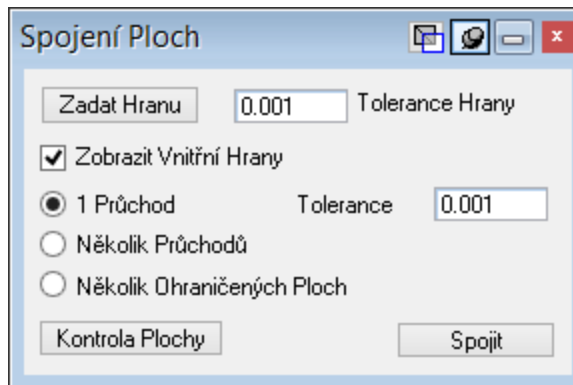 Spojení Ploch
Zadat Hranu 0.001 Tolerance Hrany
Zobrazit Vnitřní Hrany
1 Průchod Tolerance 0.001
Několik Průchodů
Několik Ohraničených Ploch
Kontrola Plochy Spojit